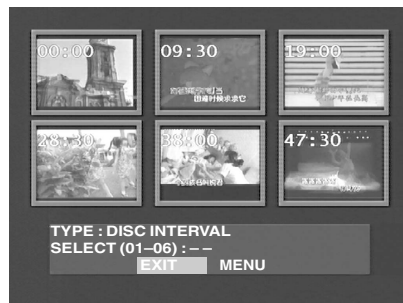 00:00 09:30 19:00
28:30 38:00 47:30
TYPE : DISC INTERVAL
SELECT (01–06) : – –
EXIT MENU